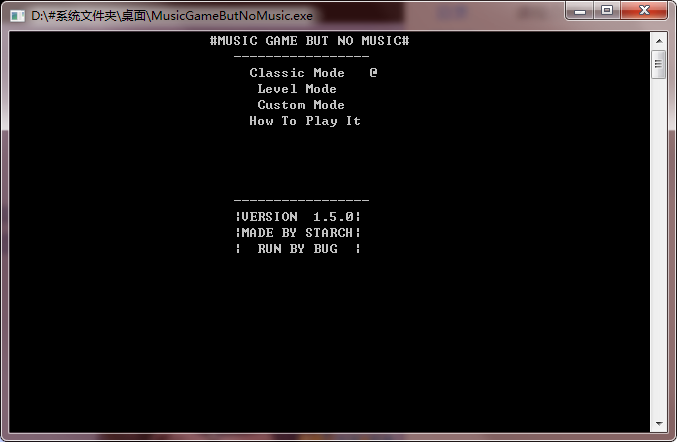 D:\#系统文件夹\桌面\MusicGameButNoMusic.exe
#MUSIC GAME BUT NO MUSIC#
-----------------
Classic Mode @
Level Mode
Custom Mode
How To Play It
-----------------
¦VERSION 1.5.0¦
¦MADE BY STARCH¦
¦ RUN BY BUG ¦